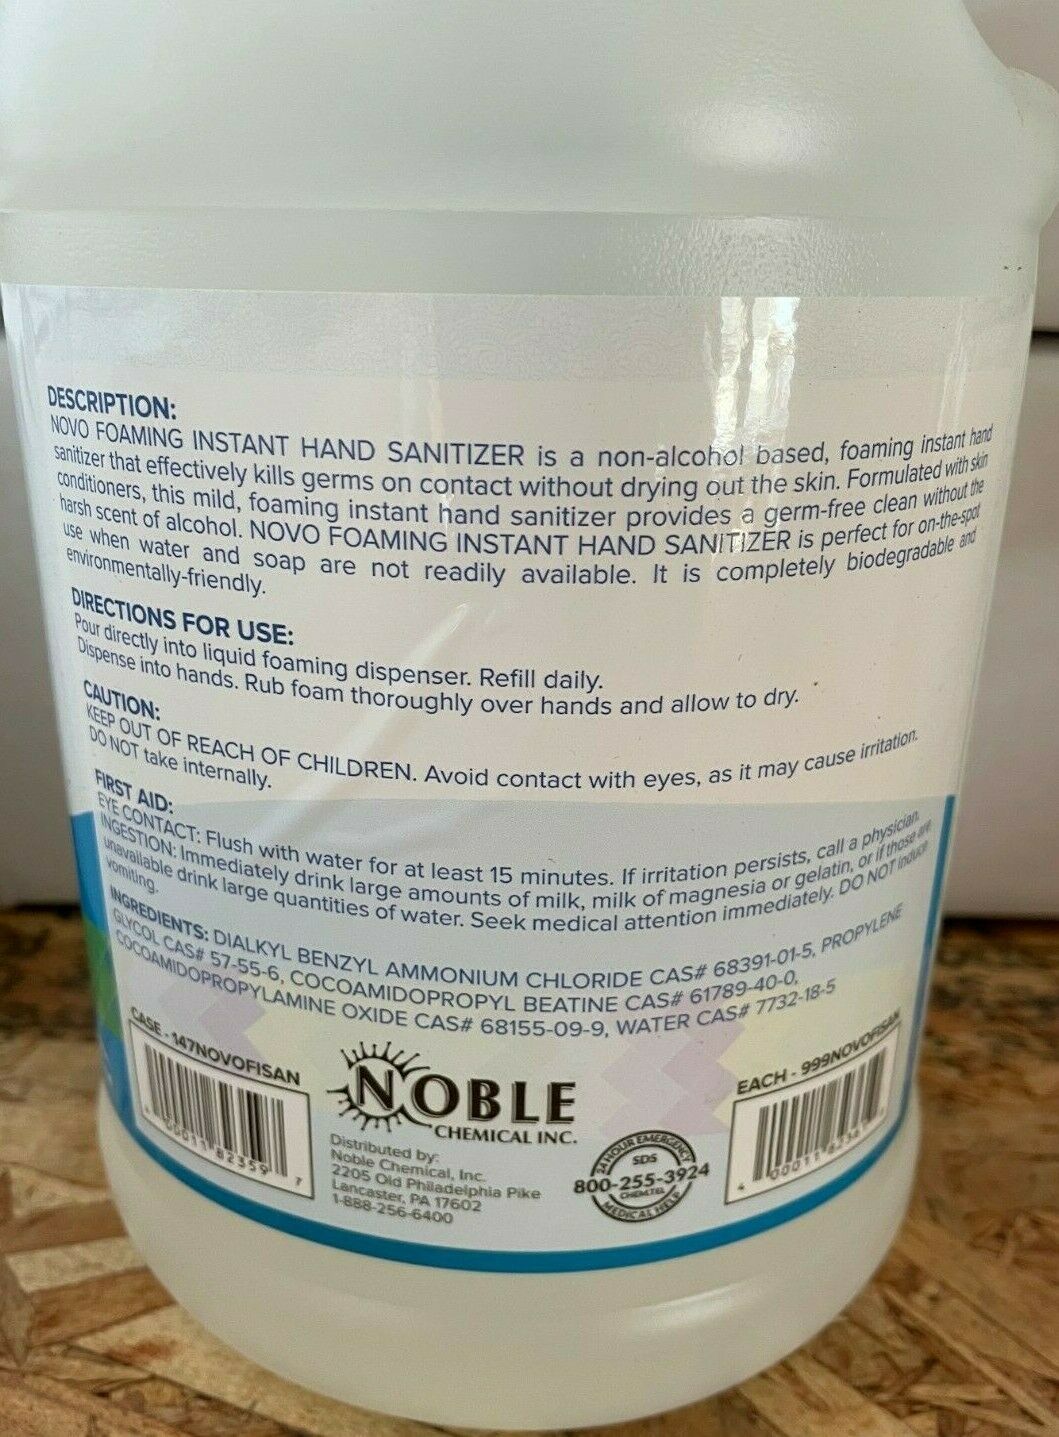 DESCRIPTION:
NOVO FOAMING INSTANT HAND SANITIZER is a non-alcohol based, foaming instant hand
sanitizer that effectively kills germs on contact without drying out the skin. Formulated with skin
conditioners, this mild, foaming instant hand sanitizer provides a germ-free clean without the
harsh scent of alcohol. NOVO FOAMING INSTANT HAND SANITIZER is perfect for on-the-spot
use when water and soap are not readily available. It is completely biodegradable and
environmentally-friendly.
DIRECTIONS FOR USE:
Pour directly into liquid foaming dispenser. Refill daily.
Dispense into hands. Rub foam thoroughly over hands and allow to dry.
CAUTION:
KEEP OUT OF REACH OF CHILDREN. Avoid contact with eyes, as it may cause irritation.
DO NOT take internally.
FIRST AID:
EYE CONTACT: Flush with water for at least 15 minutes. If irritation persists, call a physician.
INGESTION: Immediately drink large amounts of milk, milk of magnesia or gelatin, or if those are
unavailable drink large quantities of water. Seek medical attention immediately. DO NOT induce
vomiting.
INGREDIENTS: DIALKYL BENZYL AMMONIUM CHLORIDE CAS# 68391-01-5, PROPYLENE
GLYCOL CAS# 57-55-6, COCOAMIDOPROPYL BEATINE CAS# 61789-40-0,
COCOAMIDOPROPYLAMINE OXIDE CAS# 68155-09-9, WATER CAS# 7732-18-5
CASE - 147NOVOFISAN
NOBLE
CHEMICAL INC.
Distributed by:
Noble Chemical, Inc.
2205 Old Philadelphia Pike
Lancaster, PA 17602
1-888-256-6400
24 HOUR EMERGENCY
SDS
800-255-3924
CHEMTEL
MEDICAL HELP
EACH - 999NOVOFISAN